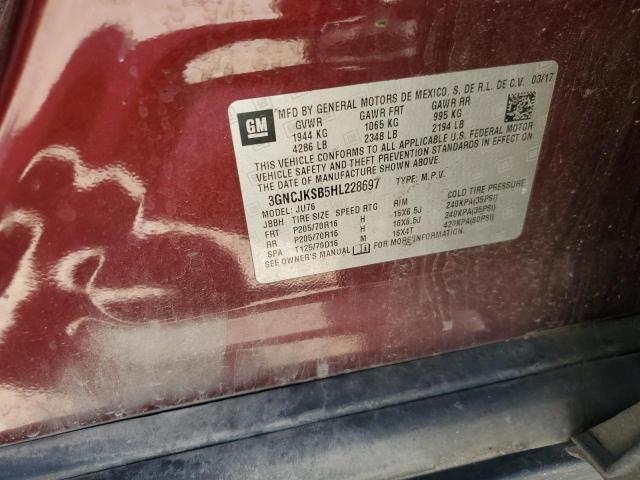 GM
MFD BY GENERAL MOTORS DE MEXICO, S. DE R.L. DE C.V. 03/17
GVWR GAWR FRT GAWR RR
1944 KG 1065 KG 995 KG
4286 LB 2348 LB 2194 LB
THIS VEHICLE CONFORMS TO ALL APPLICABLE U.S. FEDERAL MOTOR
VEHICLE SAFETY AND THEFT PREVENTION STANDARDS IN EFFECT ON
THE DATE OF MANUFACTURE SHOWN ABOVE.
3GNCJKSB5HL228697 TYPE: M.P.V.
MODEL: JU76
JBBH TIRE SIZE SPEED RTG RIM COLD TIRE PRESSURE
FRT P205/70R16 H 16X6.5J 240KPA(35PSI)
RR P205/70R16 H 16X6.5J 240KPA(35PSI)
SPA T125/70D16 M 16X4T 420KPA(60PSI)
SEE OWNER'S MANUAL FOR MORE INFORMATION.